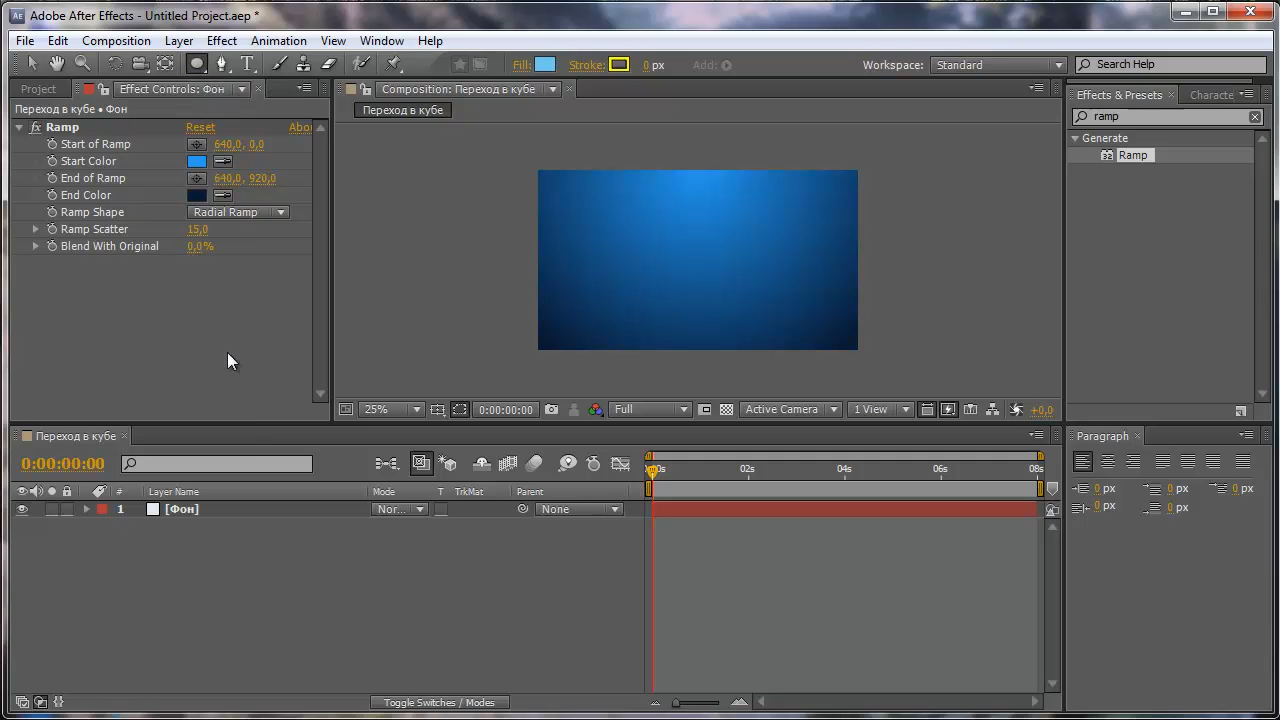 Adobe After Effects - Untitled Project.aep *
File Edit Composition Layer Effect Animation View Window Help
Fill: Stroke: 0 px Add: Workspace: Standard Search Help
Project Effect Controls: Фон
Переход в кубе • Фон
Ramp Reset Abou
Start of Ramp 640,0, 0,0
Start Color
End of Ramp 640,0, 920,0
End Color
Ramp Shape Radial Ramp
Ramp Scatter 15,0
Blend With Original 0,0%
Composition: Переход в кубе
Переход в кубе
25% 0:00:00:00 Full Active Camera 1 View +0,0
Effects & Presets Characte
ramp
Generate
32 Ramp
Переход в кубе
0:00:00:00
# Layer Name Mode T TrkMat Parent
00s 02s 04s 06s 08s
1 [Фон] Nor... None
Toggle Switches / Modes
Paragraph
0 px 0 px 0 px
0 px 0 px